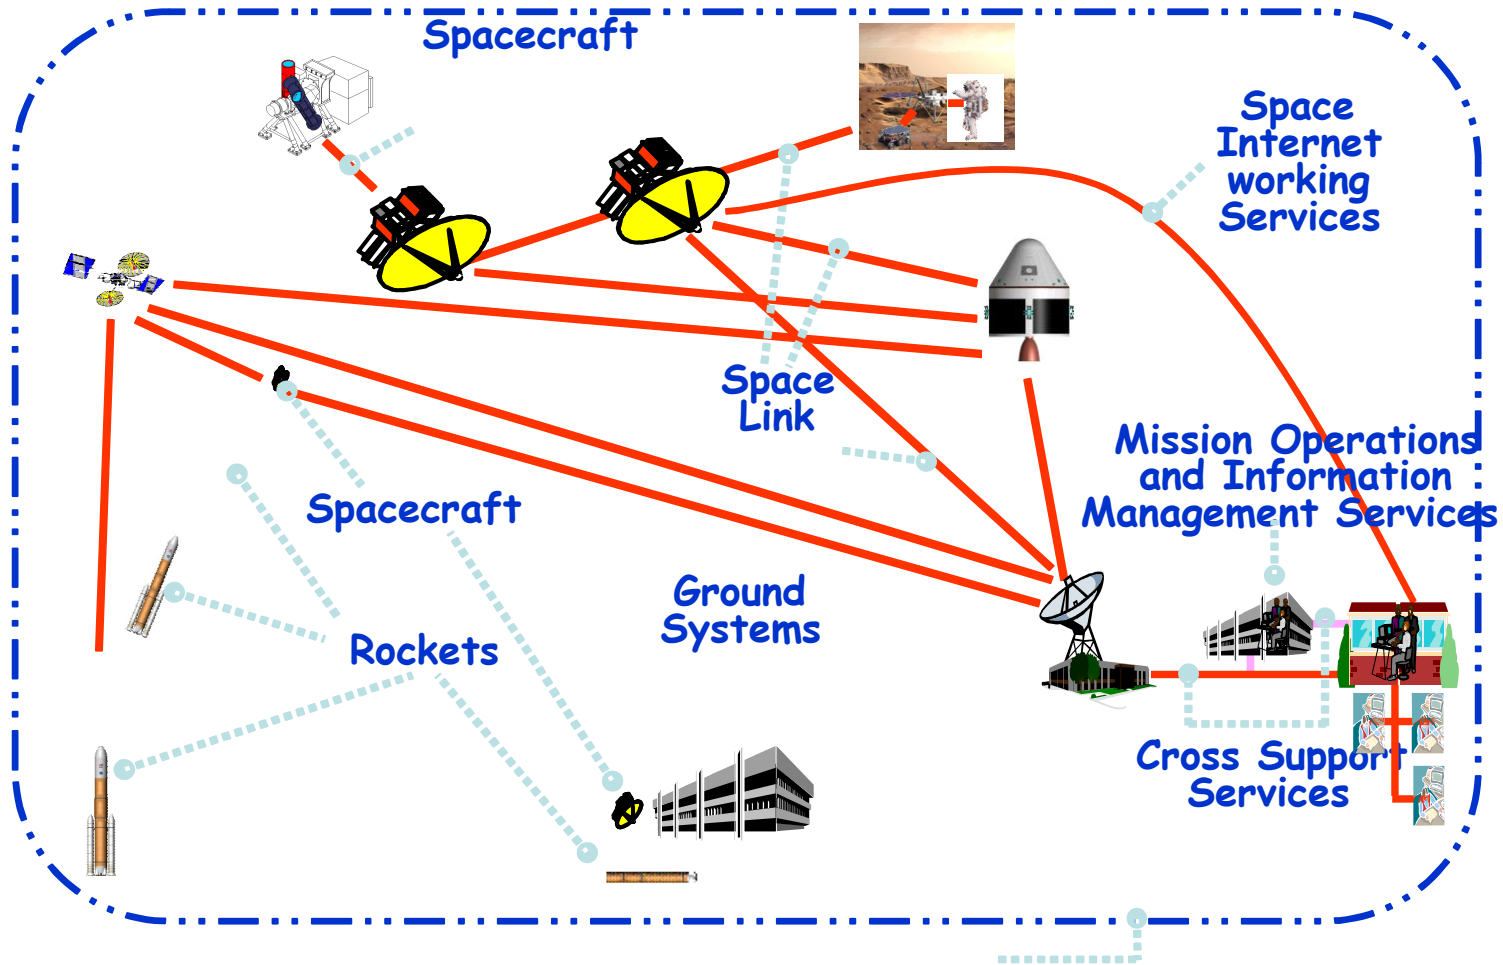 Spacecraft
Space
Internet
working
Services
Space
Link
Mission Operations
and Information
Management Services
Spacecraft
Ground
Systems
Rockets
Cross Support
Services